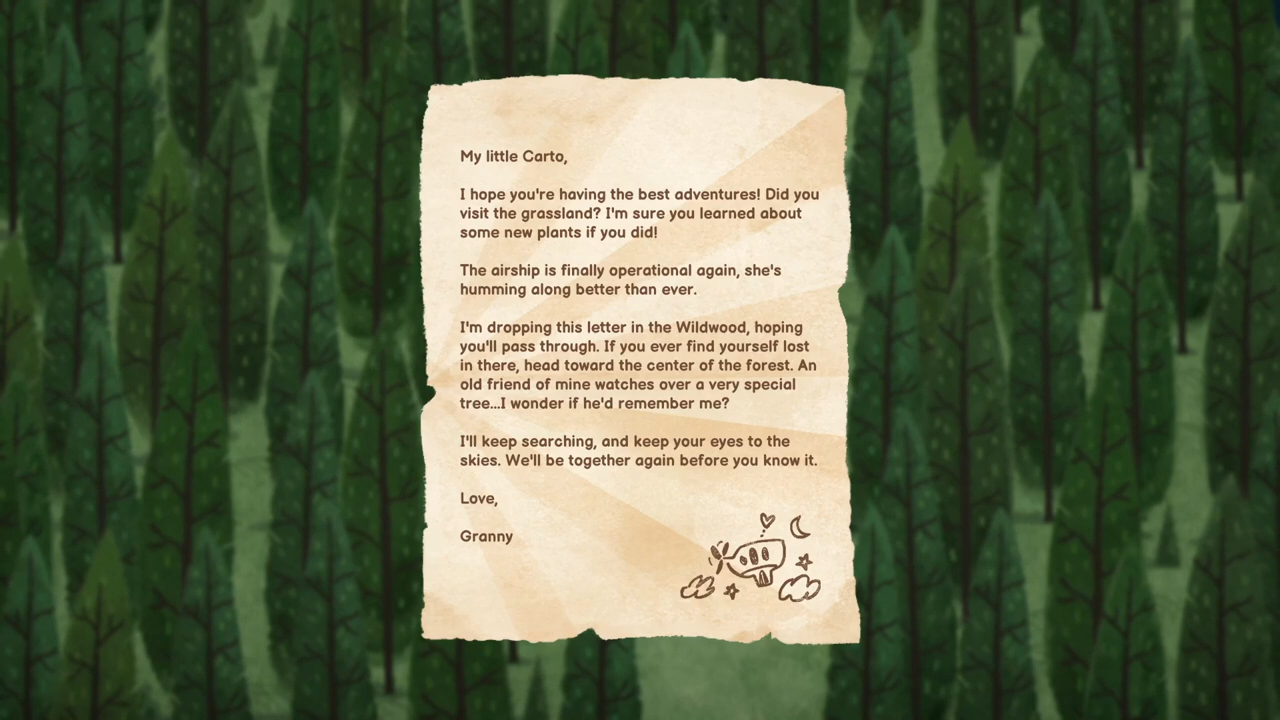 My little Carto,
I hope you're having the best adventures! Did you
visit the grassland? I'm sure you learned about
some new plants if you did!
The airship is finally operational again, she's
humming along better than ever.
I'm dropping this letter in the Wildwood, hoping
you'll pass through. If you ever find yourself lost
in there, head toward the center of the forest. An
old friend of mine watches over a very special
tree...I wonder if he'd remember me?
I'll keep searching, and keep your eyes to the
skies. We'll be together again before you know it.
Love,
Granny